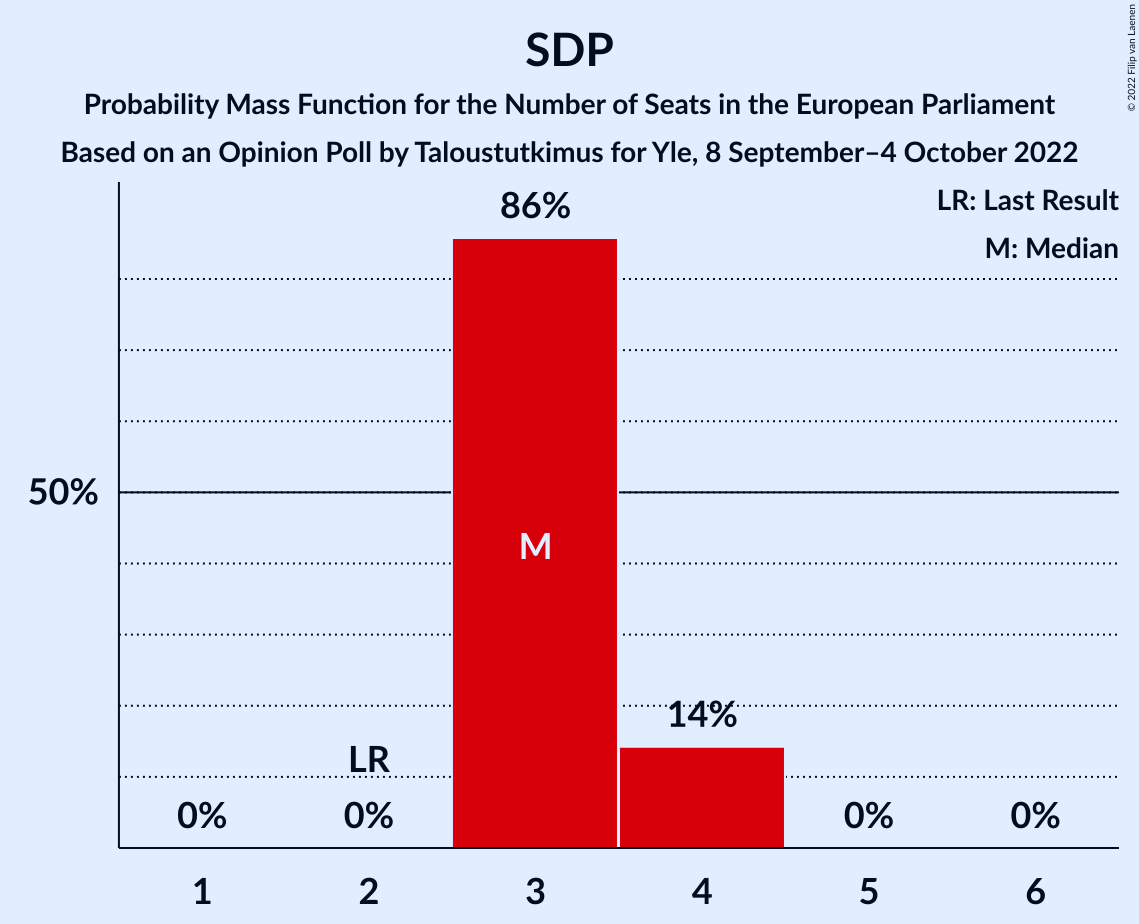 SDP
Probability Mass Function for the Number of Seats in the European Parliament
Based on an Opinion Poll by Taloustutkimus for Yle, 8 September–4 October 2022
© 2022 Filip van Laenen
LR: Last Result
M: Median
86%
50%
M
14%
LR
0% 0% 0% 0%
1 2 3 4 5 6